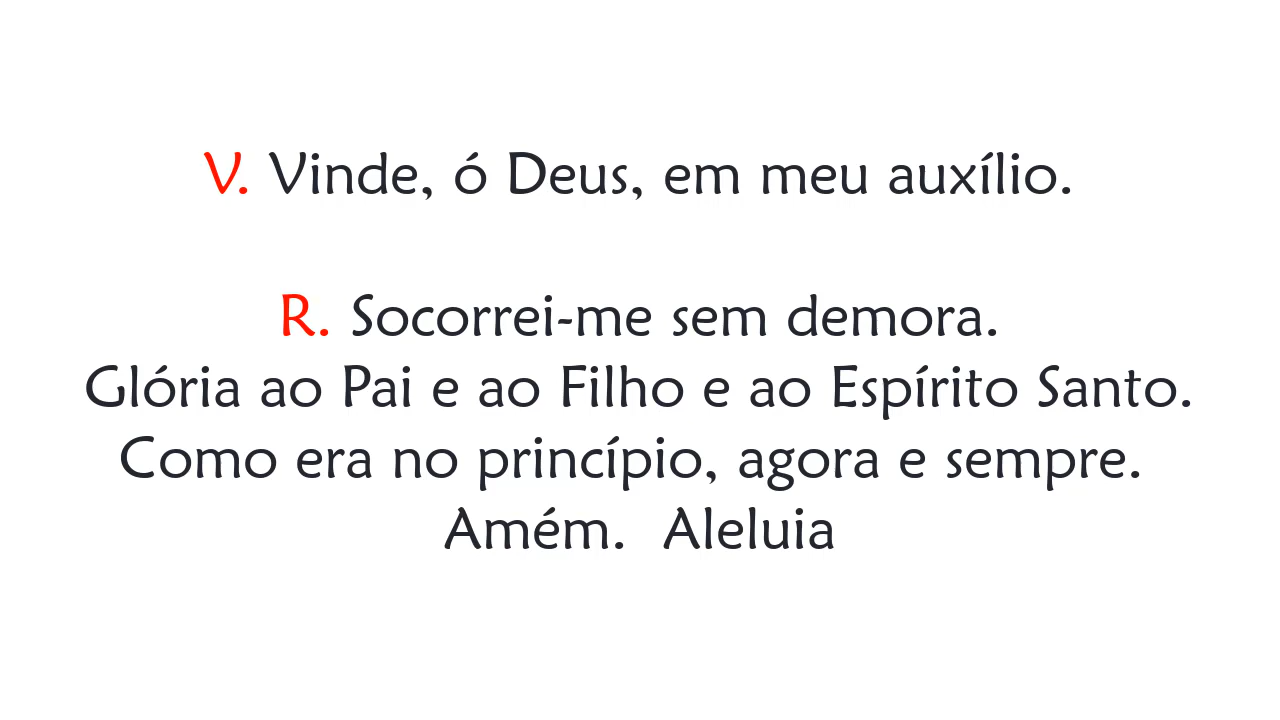 V. Vinde, ó Deus, em meu auxílio.
R. Socorrei-me sem demora.
Glória ao Pai e ao Filho e ao Espírito Santo.
Como era no princípio, agora e sempre.
Amém.  Aleluia